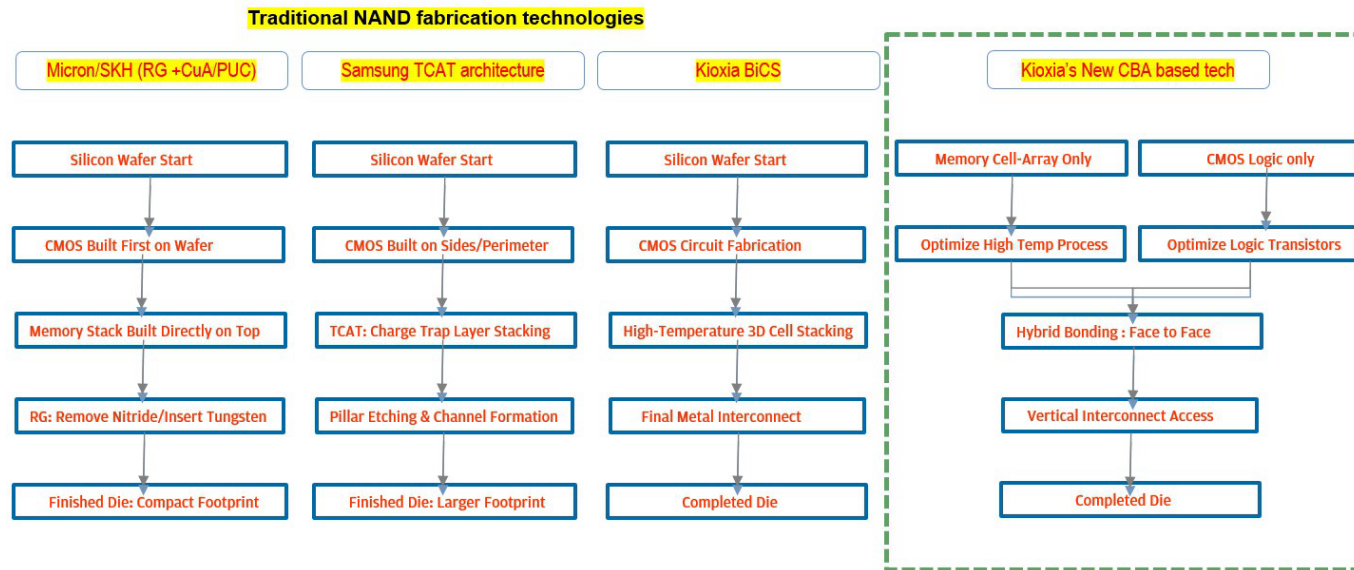 Traditional NAND fabrication technologies
Micron/SKH (RG +CuA/PUC)
Silicon Wafer Start
CMOS Built First on Wafer
Memory Stack Built Directly on Top
RG: Remove Nitride/Insert Tungsten
Finished Die: Compact Footprint
Samsung TCAT architecture
Silicon Wafer Start
CMOS Built on Sides/Perimeter
TCAT: Charge Trap Layer Stacking
Pillar Etching & Channel Formation
Finished Die: Larger Footprint
Kioxia BiCS
Silicon Wafer Start
CMOS Circuit Fabrication
High-Temperature 3D Cell Stacking
Final Metal Interconnect
Completed Die
Kioxia's New CBA based tech
Memory Cell-Array Only
CMOS Logic only
Optimize High Temp Process
Optimize Logic Transistors
Hybrid Bonding : Face to Face
Vertical Interconnect Access
Completed Die